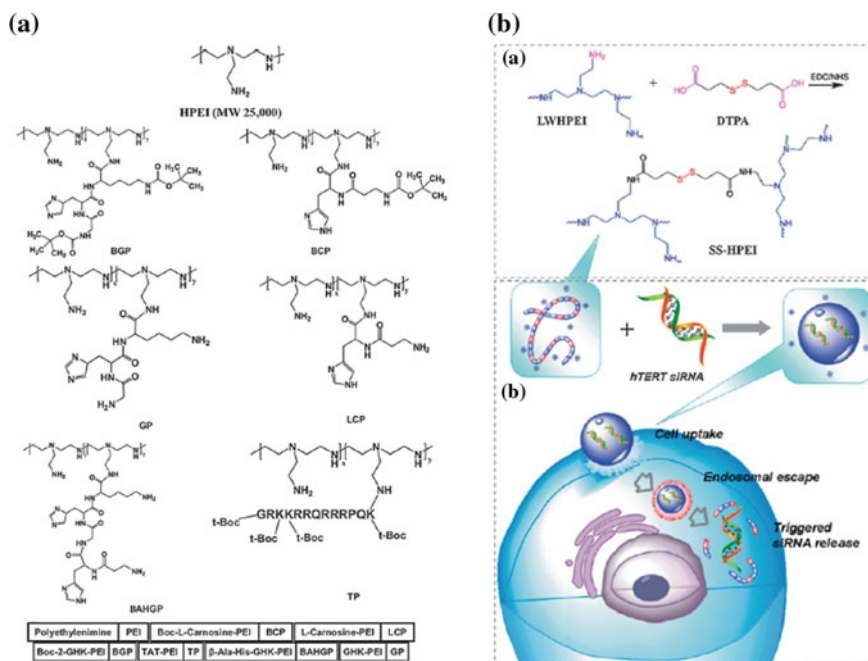 (a)
HPEI (MW 25,000)
BGP
BCP
GP
LCP
BAHGP
GRKKRRQRRRPQK
t-Boc
t-Boc
t-Boc
TP
Polyethylenimine PEI Boc-L-Carnosine-PEI BCP L-Carnosine-PEI LCP
Boc-2-GHK-PEI BGP TAT-PEI TP β-Ala-His-GHK-PEI BAHGP GHK-PEI GP
(b)
(a)
LWHPEI
+
DTPA
EDC/NHS
SS-HPEI
+
hTERT siRNA
(b)
Cell uptake
Endosomal escape
Triggered
siRNA release